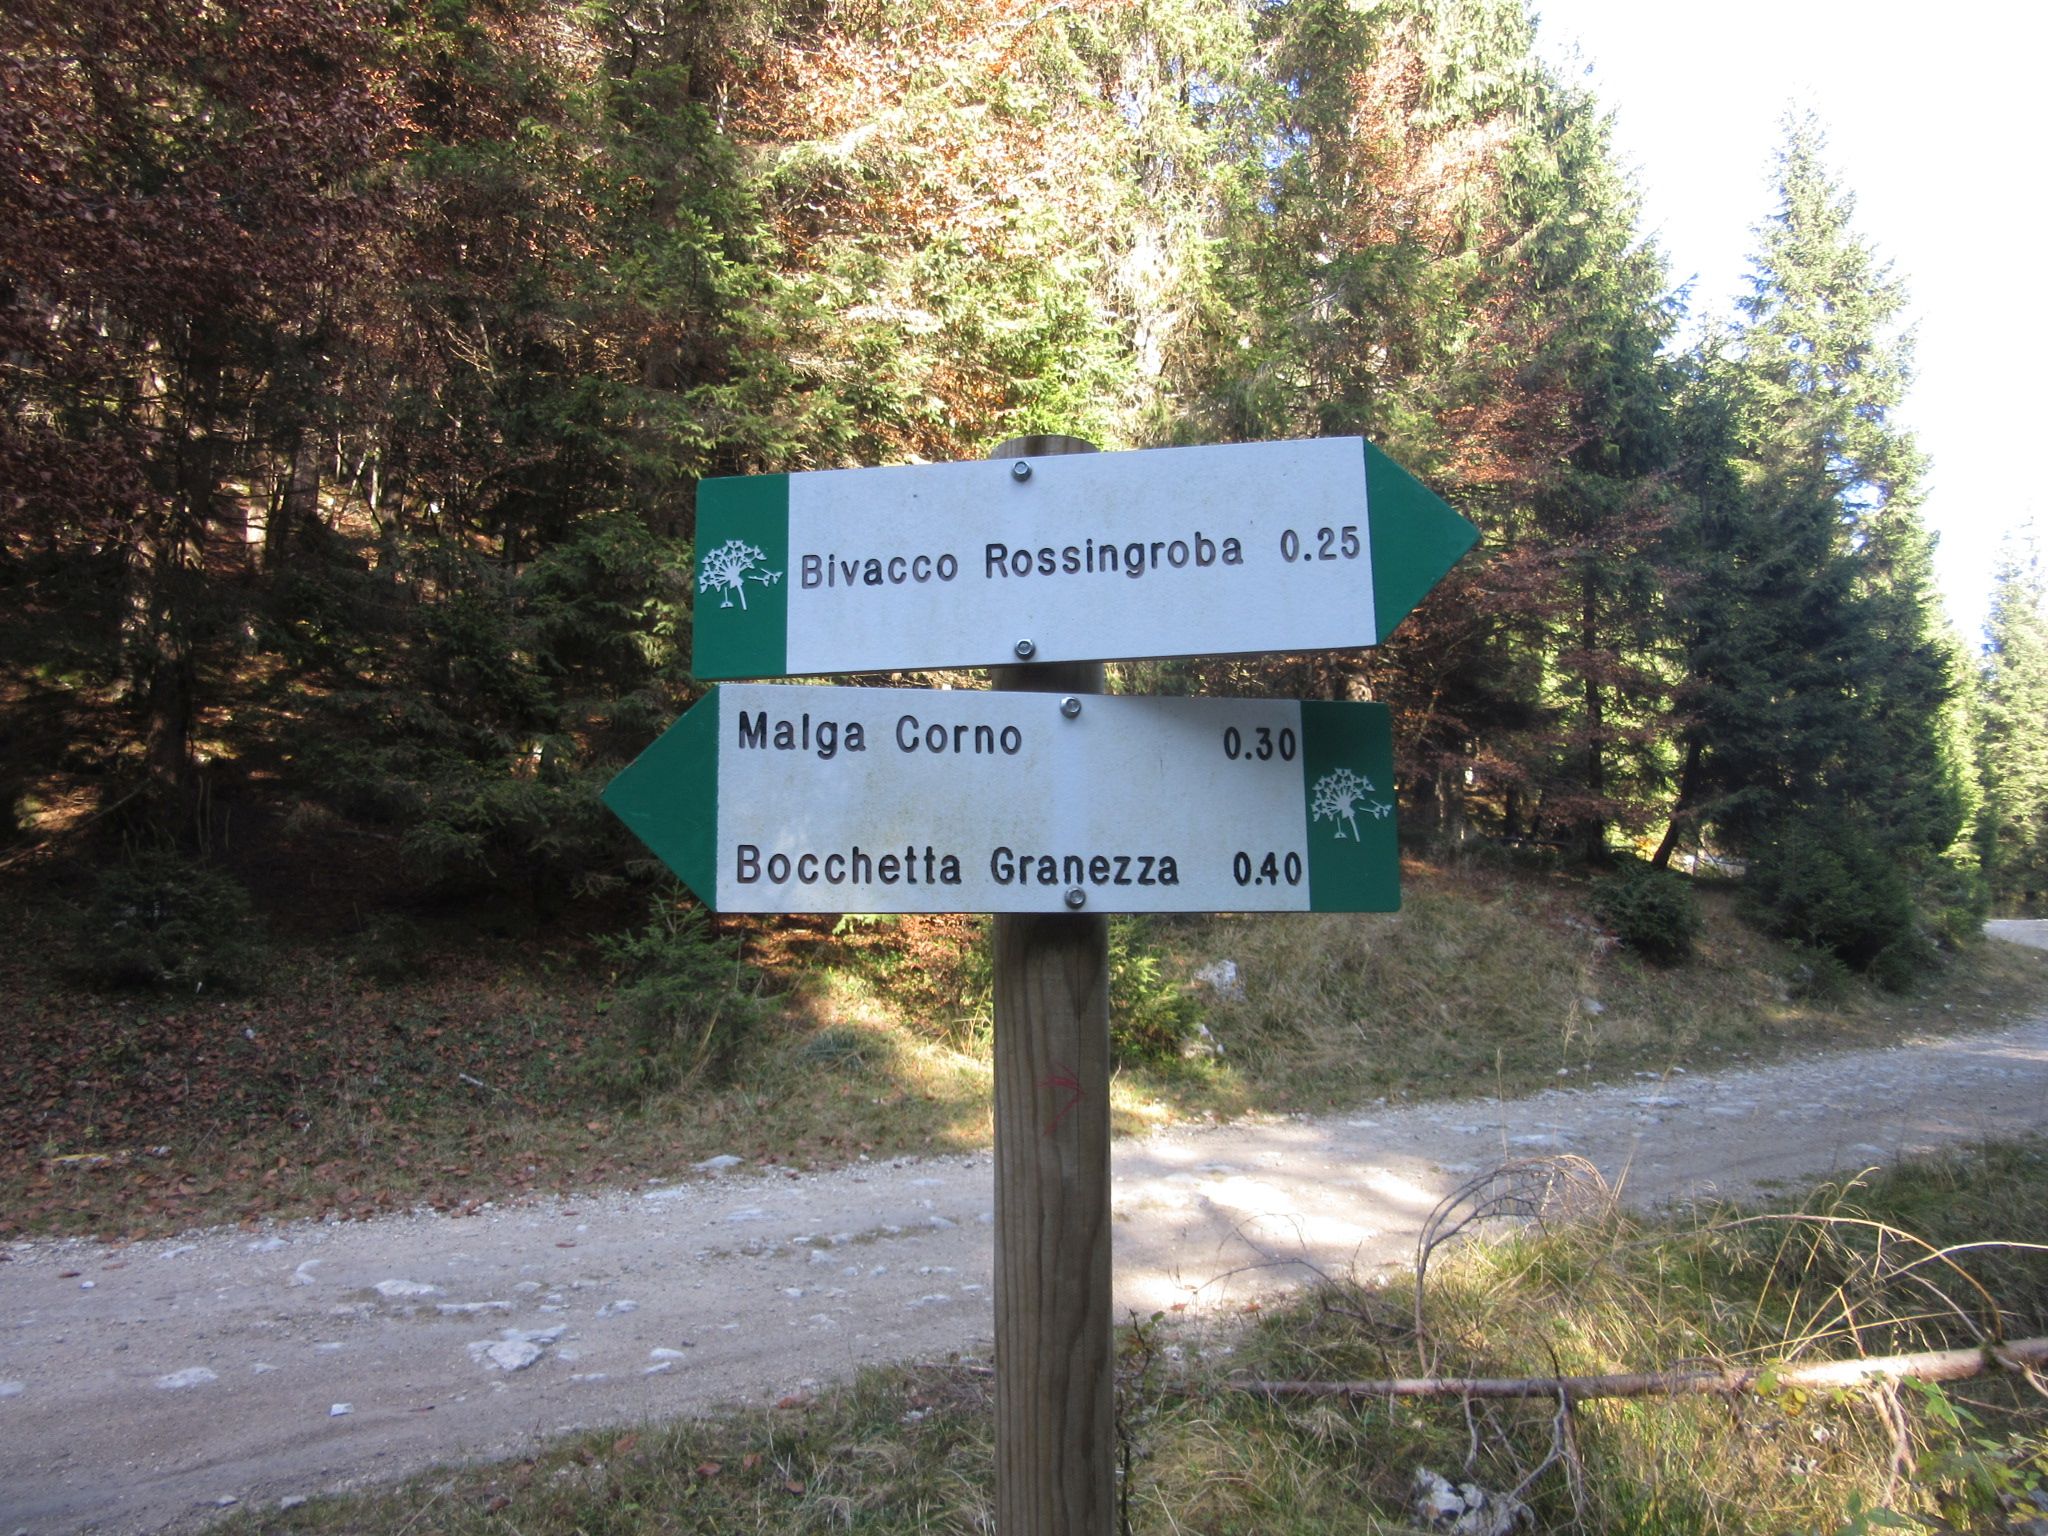 Bivacco Rossingroba 0.25
Malga Corno 0.30
Bocchetta Granezza 0.40